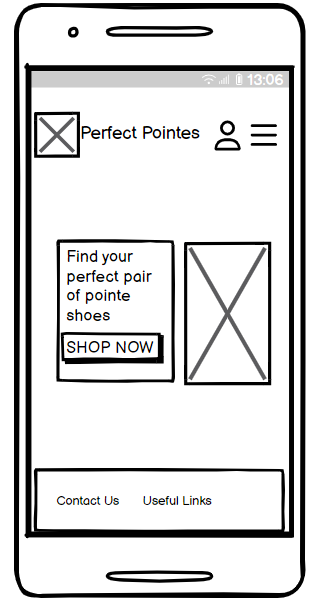 13:06
Perfect Pointes
Find your
perfect pair
of pointe
shoes
SHOP NOW
Contact Us
Useful Links